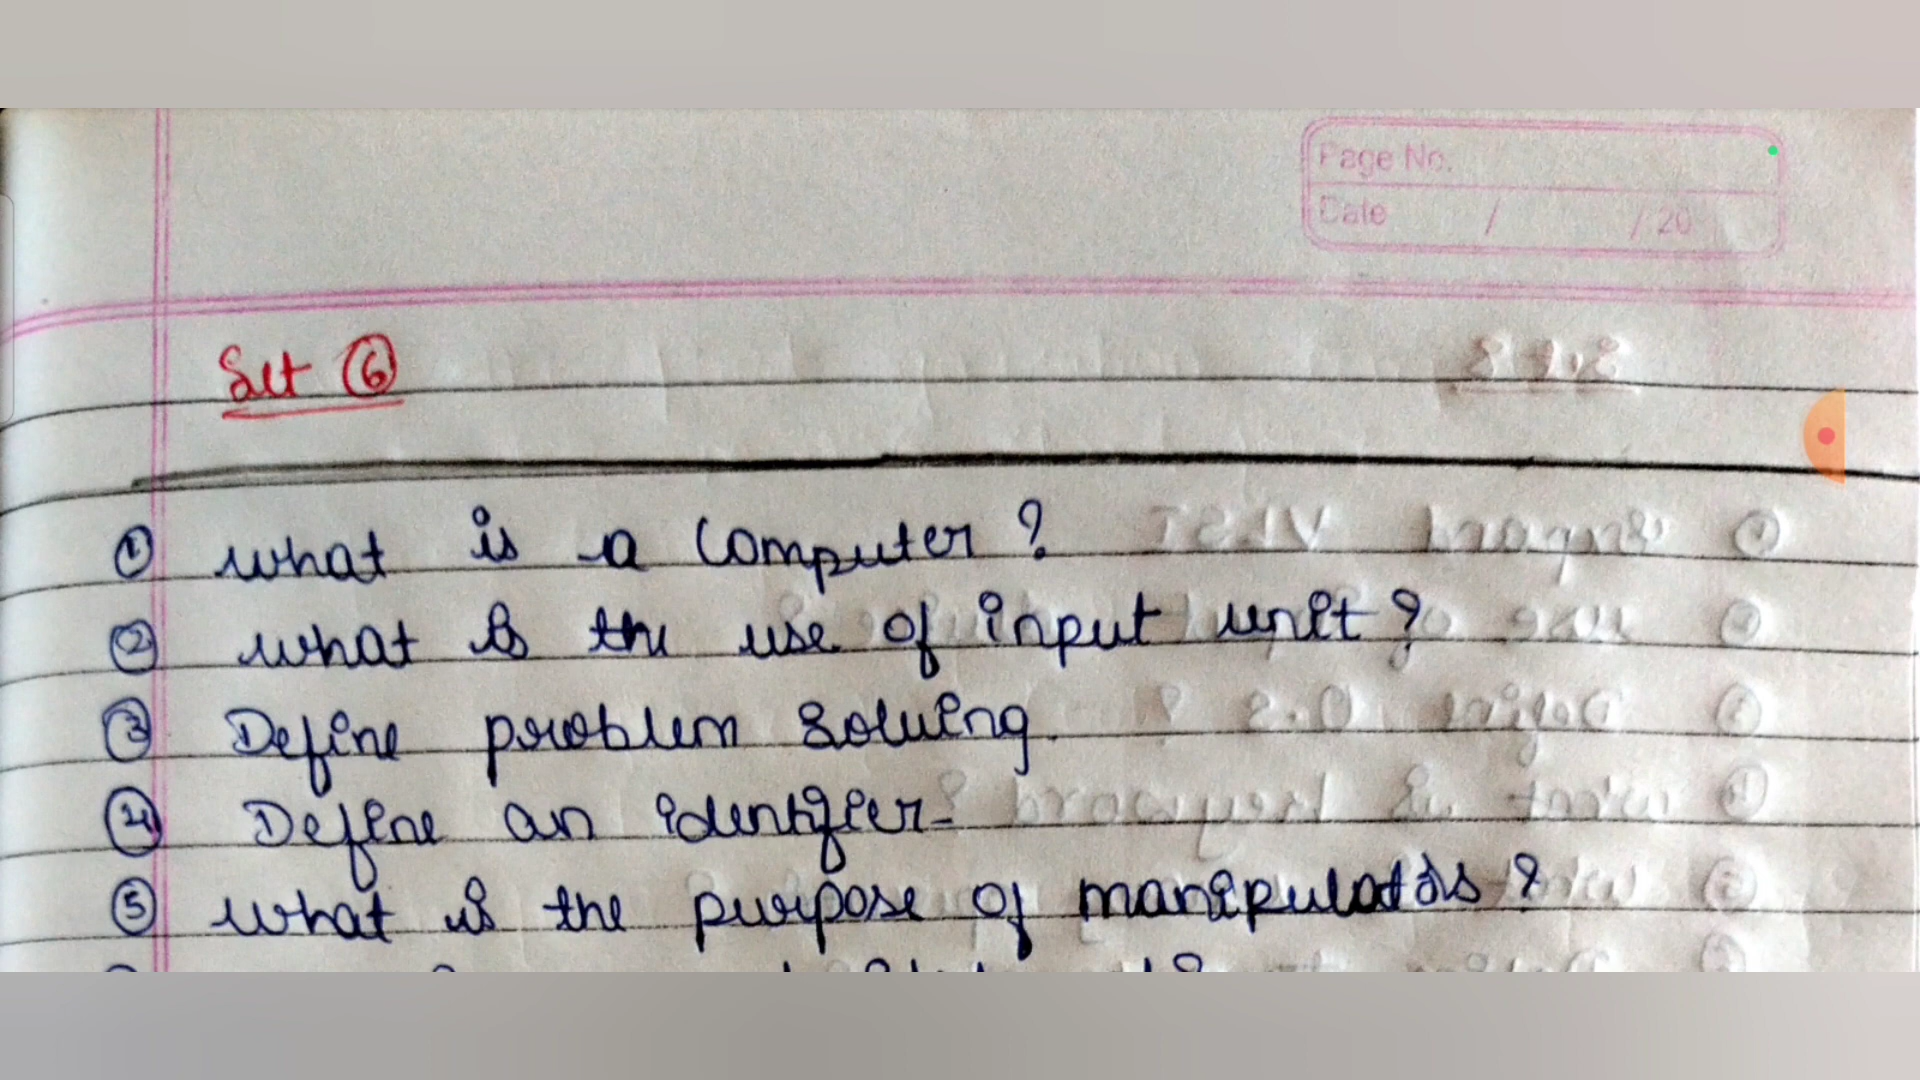 Page No.
Date / / 20
Set 6
1 what is a Computer ?
2 what is the use of input unit ?
3 Define problem solving.
4 Define an identifier.
5 what is the purpose of manipulators ?